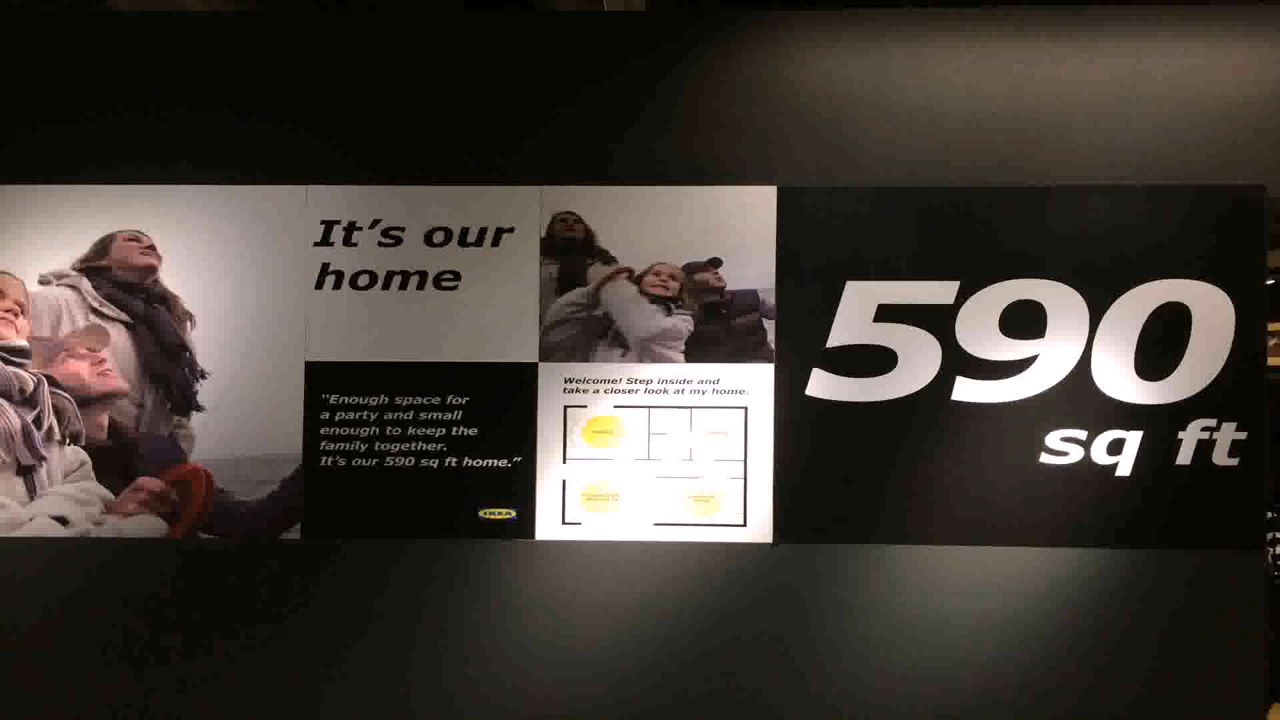 It's our
home
"Enough space for
a party and small
enough to keep the
family together.
It's our 590 sq ft home."
IKEA
Welcome! Step inside and
take a closer look at my home.
590
sq ft